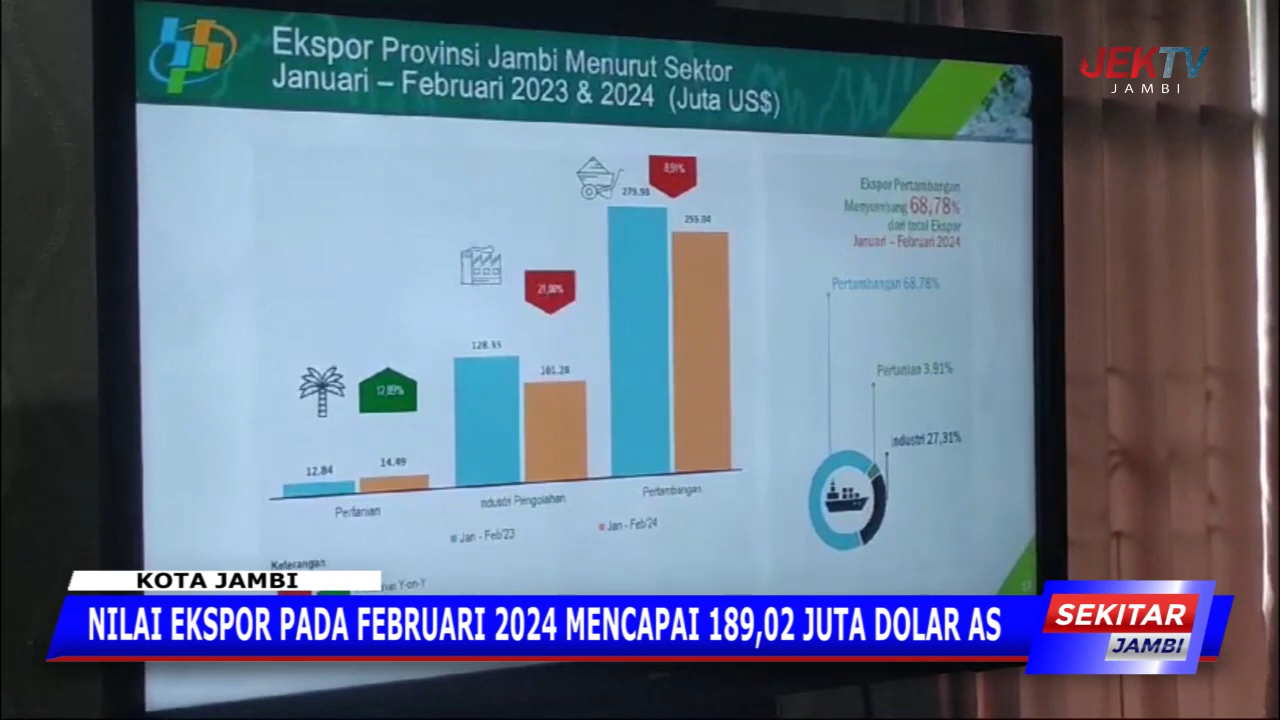 Ekspor Provinsi Jambi Menurut Sektor
Januari – Februari 2023 & 2024 (Juta US$)
JEKTV
JAMBI
8,91%
279.93
255.04
Ekspor Pertambangan
Menyumbang 68,78%
dari total Ekspor
Januari – Februari 2024
21,08%
128.33
101.28
Pertambangan 68,78%
12,89%
12.84
14.49
Pertanian 3,91%
Industri 27,31%
Pertanian
Industri Pengolahan
Pertambangan
Jan - Feb'23
Jan - Feb'24
Keterangan
Y-on-Y
KOTA JAMBI
NILAI EKSPOR PADA FEBRUARI 2024 MENCAPAI 189,02 JUTA DOLAR AS
SEKITAR
JAMBI